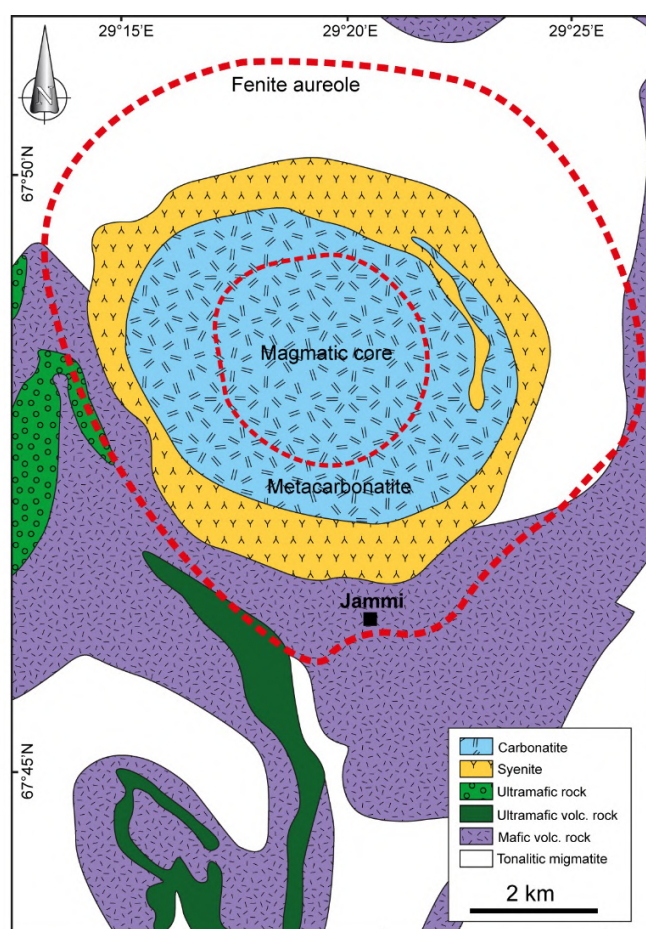 29°15'E 29°20'E 29°25'E
N
Fenite aureole
67°50'N
Magmatic core
Metacarbonatite
Jammi
67°45'N
Carbonatite
Syenite
Ultramafic rock
Ultramafic volc. rock
Mafic volc. rock
Tonalitic migmatite
2 km